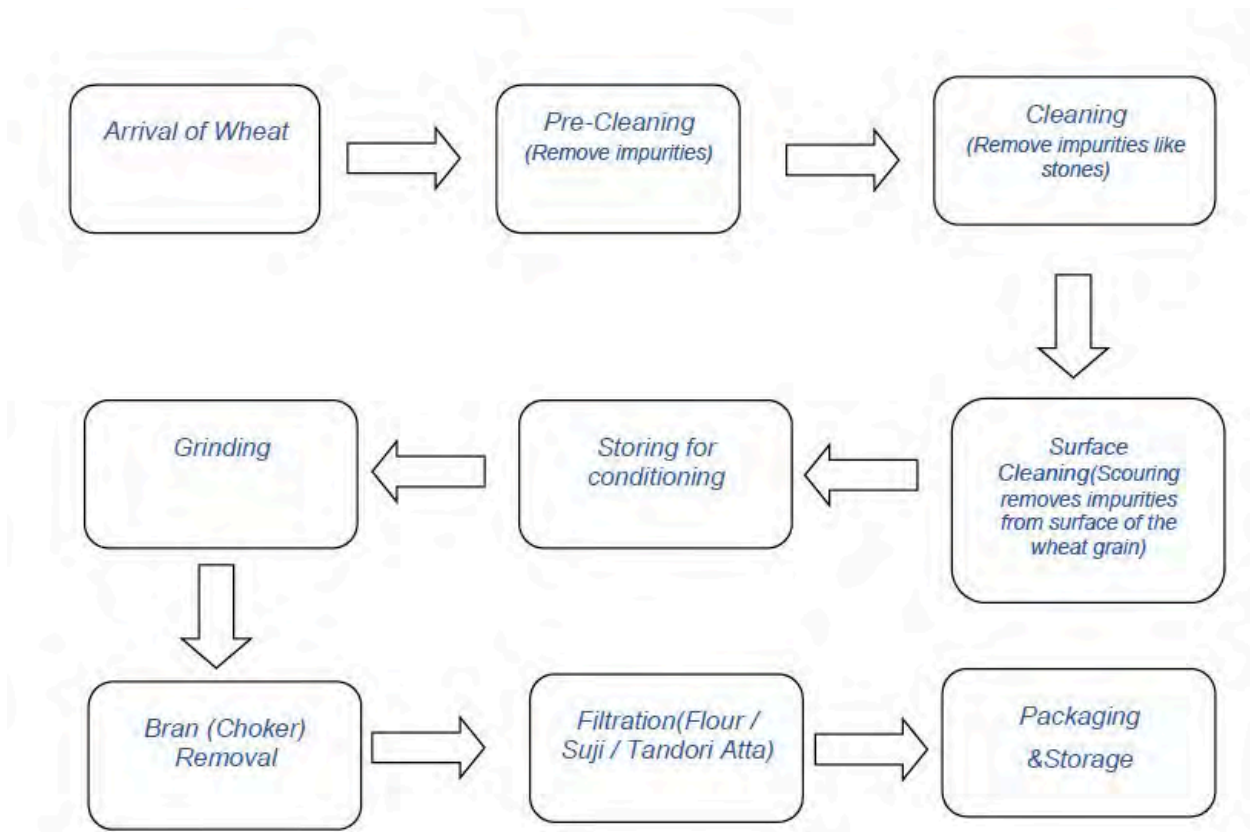 Arrival of Wheat
Pre-Cleaning
(Remove impurities)
Cleaning
(Remove impurities like
stones)
Surface
Cleaning(Scouring
removes impurities
from surface of the
wheat grain)
Storing for
conditioning
Grinding
Bran (Choker)
Removal
Filtration(Flour /
Suji / Tandori Atta)
Packaging
&Storage